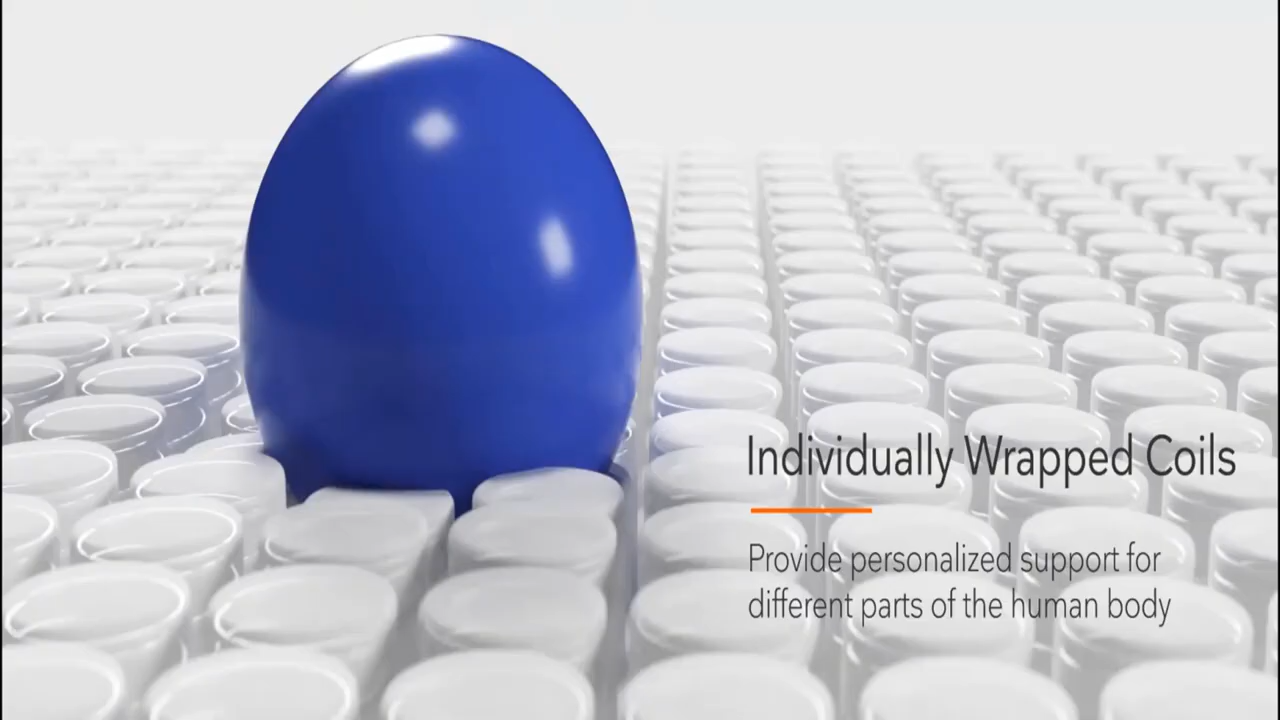 Individually Wrapped Coils
Provide personalized support for
different parts of the human body